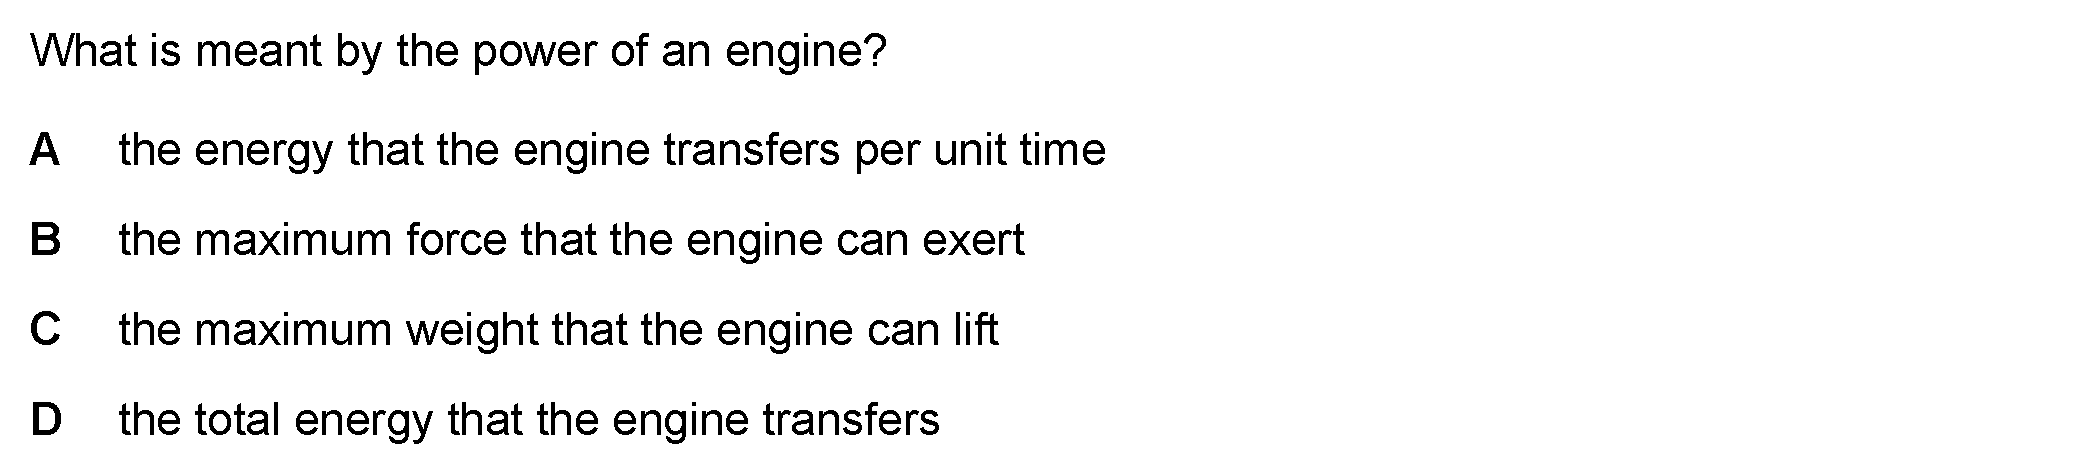 What is meant by the power of an engine?
A the energy that the engine transfers per unit time
B the maximum force that the engine can exert
C the maximum weight that the engine can lift
D the total energy that the engine transfers